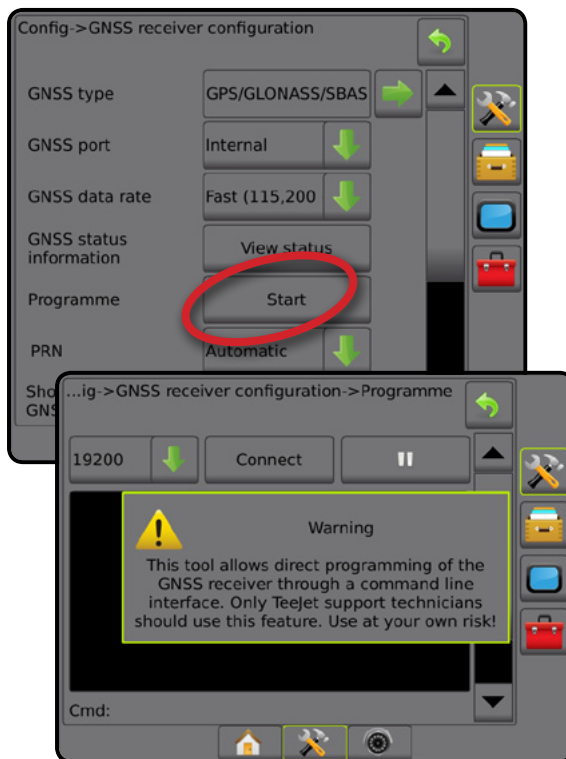 Config->GNSS receiver configuration
GNSS type GPS/GLONASS/SBAS
GNSS port Internal
GNSS data rate Fast (115,200
GNSS status
information View status
Programme Start
PRN Automatic
Sho
GNS
...ig->GNSS receiver configuration->Programme
19200 Connect
Warning
This tool allows direct programming of the
GNSS receiver through a command line
interface. Only TeeJet support technicians
should use this feature. Use at your own risk!
Cmd: